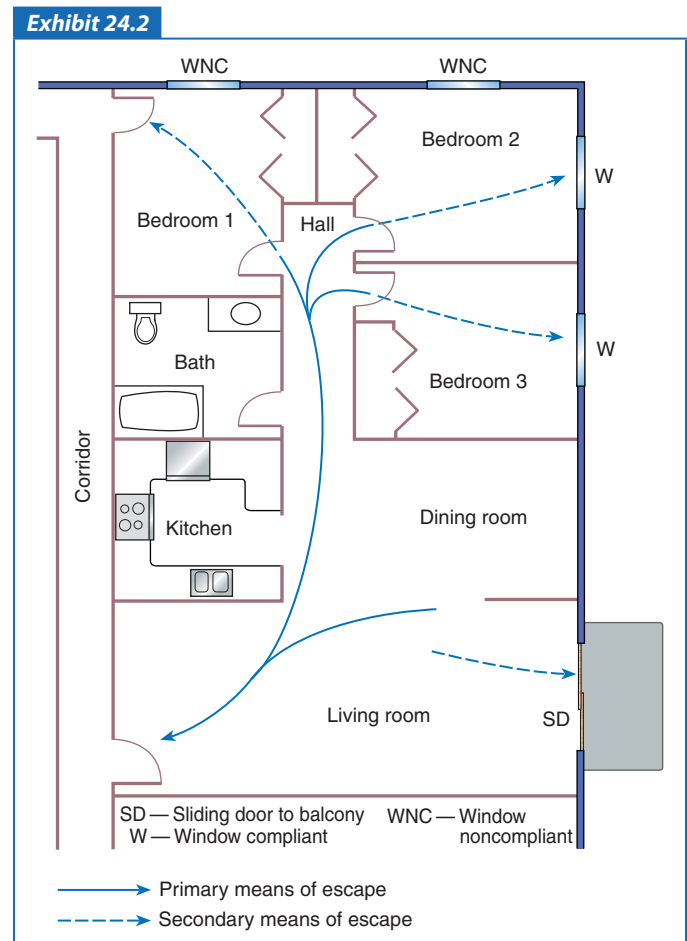 Exhibit 24.2
WNC
WNC
Bedroom 2
W
Bedroom 1
Hall
W
Bath
Bedroom 3
Corridor
Kitchen
Dining room
Living room
SD
SD — Sliding door to balcony
W — Window compliant
WNC — Window
noncompliant
Primary means of escape
Secondary means of escape